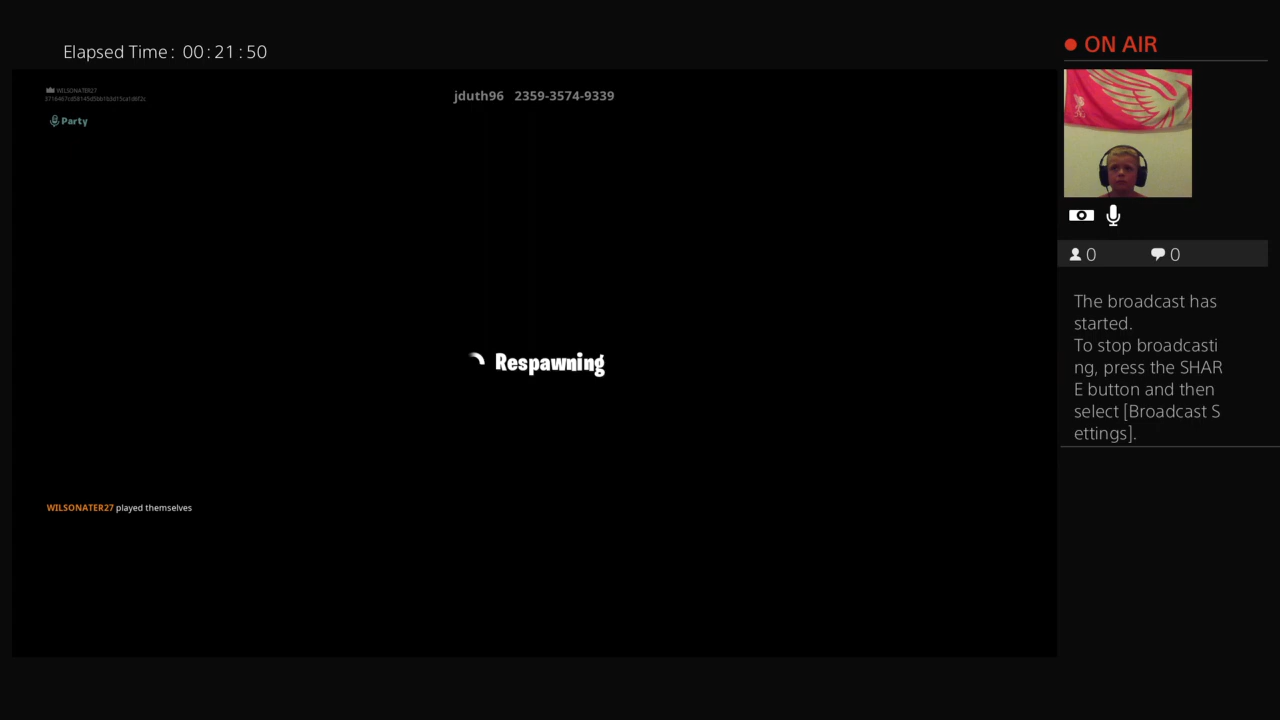 Elapsed Time: 00:21:50
ON AIR
WILSONATER27
jduth96 2359-3574-9339
Party
0 0
The broadcast has
started.
To stop broadcasti
ng, press the SHAR
E button and then
select [Broadcast S
ettings].
Respawning
WILSONATER27 played themselves